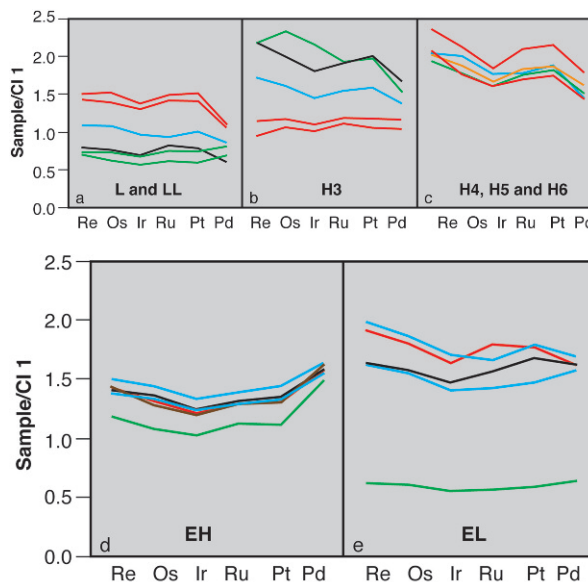 2.5
2.0
1.5
1.0
0.5
0.0
Sample/CI 1
a
L and LL
b
H3
c
H4, H5 and H6
Re Os Ir Ru Pt Pd
Re Os Ir Ru Pt Pd
Re Os Ir Ru Pt Pd
2.5
2.0
1.5
1.0
0.5
0.0
Sample/CI 1
d
EH
e
EL
Re Os Ir Ru Pt Pd
Re Os Ir Ru Pt Pd